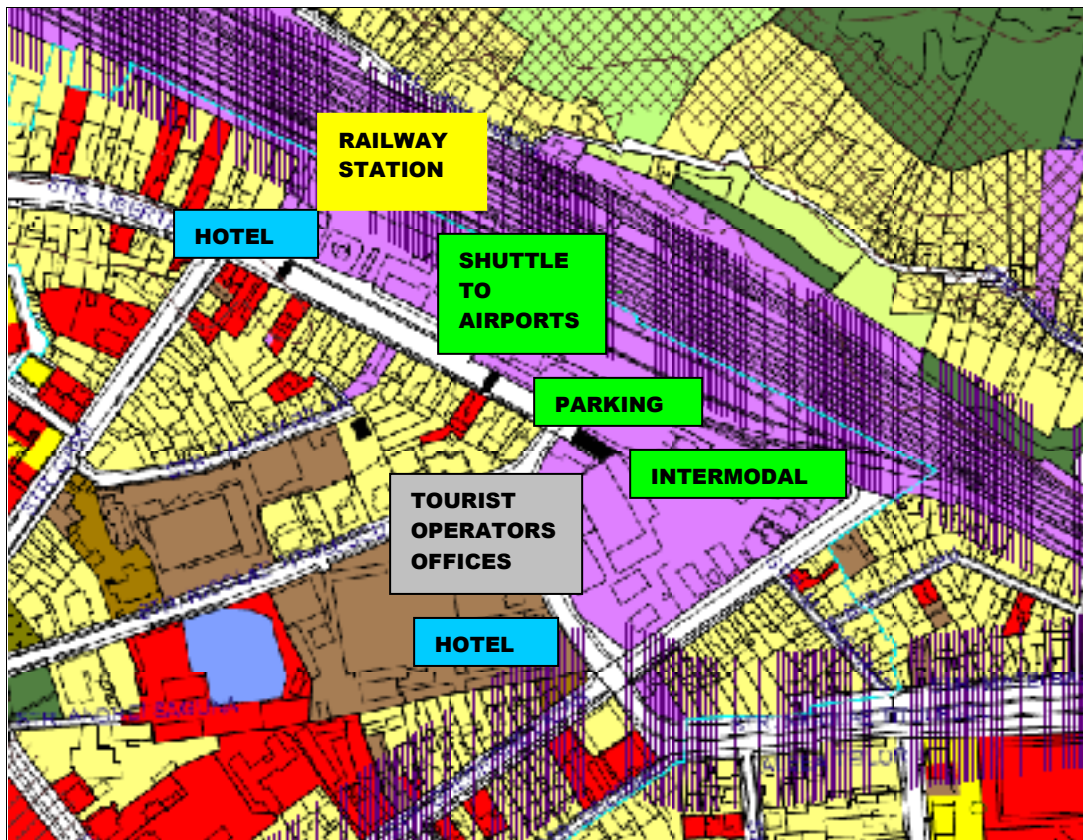 RAILWAY
STATION
HOTEL
SHUTTLE
TO
AIRPORTS
PARKING
INTERMODAL
TOURIST
OPERATORS
OFFICES
HOTEL